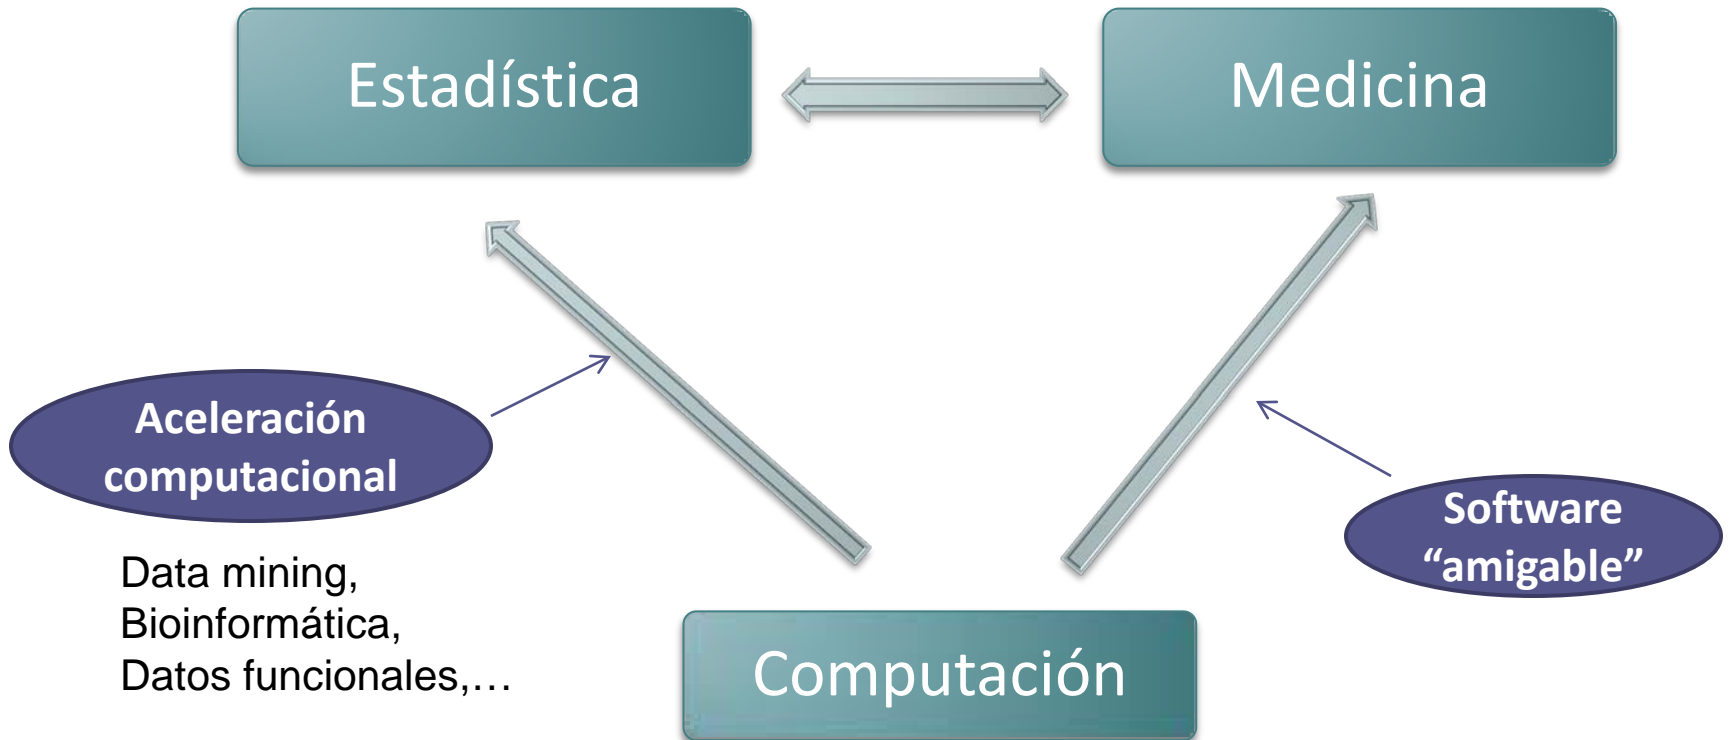 Estadística
Medicina
Aceleración
computacional
Software
“amigable”
Data mining,
Bioinformática,
Datos funcionales,…
Computación